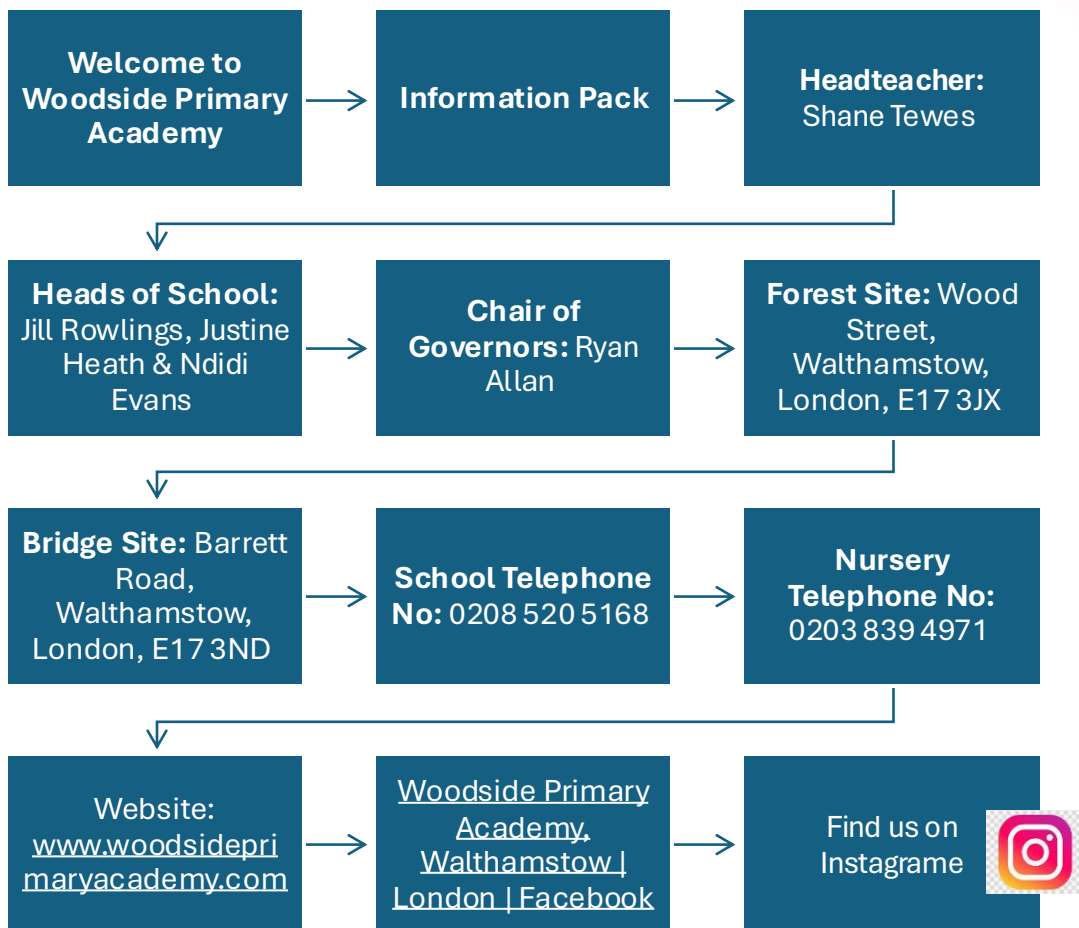 Welcome to
Woodside Primary
Academy
Information Pack
Headteacher:
Shane Tewes
Heads of School:
Jill Rowlings, Justine
Heath & Ndidi
Evans
Chair of
Governors: Ryan
Allan
Forest Site: Wood
Street,
Walthamstow,
London, E17 3JX
Bridge Site: Barrett
Road,
Walthamstow,
London, E17 3ND
School Telephone
No: 0208 520 5168
Nursery
Telephone No:
0203 839 4971
Website:
www.woodsidepri
maryacademy.com
Woodside Primary
Academy,
Walthamstow |
London | Facebook
Find us on
Instagrame